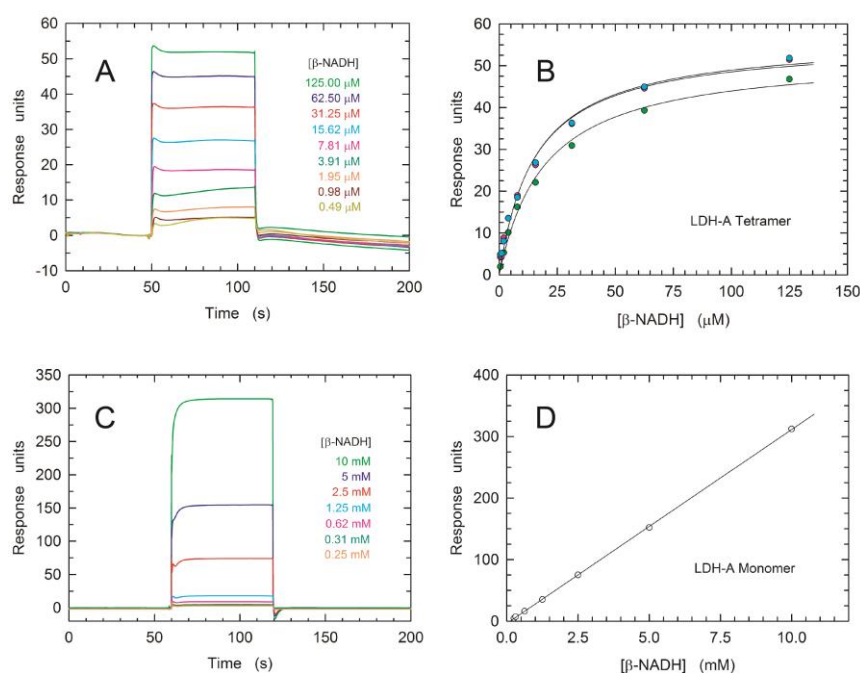 A
[β-NADH]
125.00 μM
62.50 μM
31.25 μM
15.62 μM
7.81 μM
3.91 μM
1.95 μM
0.98 μM
0.49 μM
60
50
40
30
20
10
0
-10
Response units
0 50 100 150 200
Time (s)
B
60
50
40
30
20
10
0
Response units
LDH-A Tetramer
0 25 50 75 100 125 150
[β-NADH] (μM)
C
[β-NADH]
10 mM
5 mM
2.5 mM
1.25 mM
0.62 mM
0.31 mM
0.25 mM
350
300
250
200
150
100
50
0
Response units
0 50 100 150 200
Time (s)
D
400
300
200
100
0
Response units
LDH-A Monomer
0.0 2.5 5.0 7.5 10.0
[β-NADH] (mM)